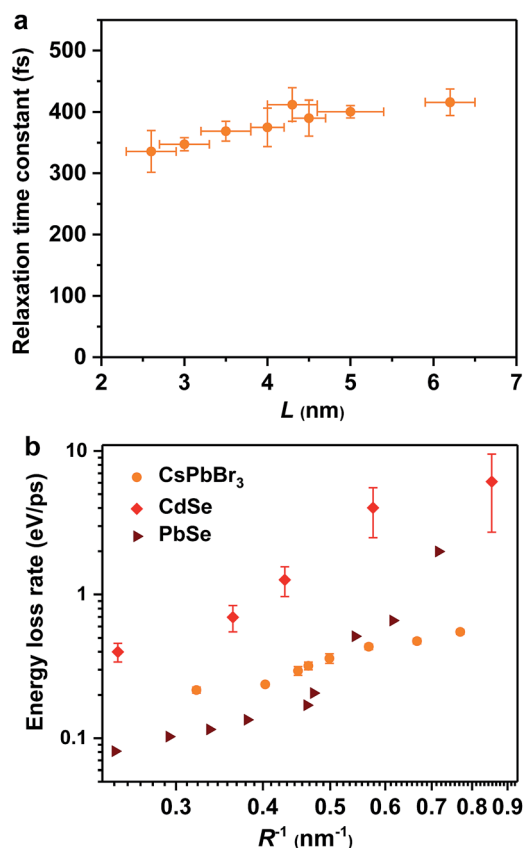 a
Relaxation time constant (fs)
500
400
300
200
100
0
2 3 4 5 6 7
L (nm)
b
Energy loss rate (eV/ps)
10
1
0.1
CsPbBr₃
CdSe
PbSe
0.3 0.4 0.5 0.6 0.7 0.8 0.9
R⁻¹ (nm⁻¹)